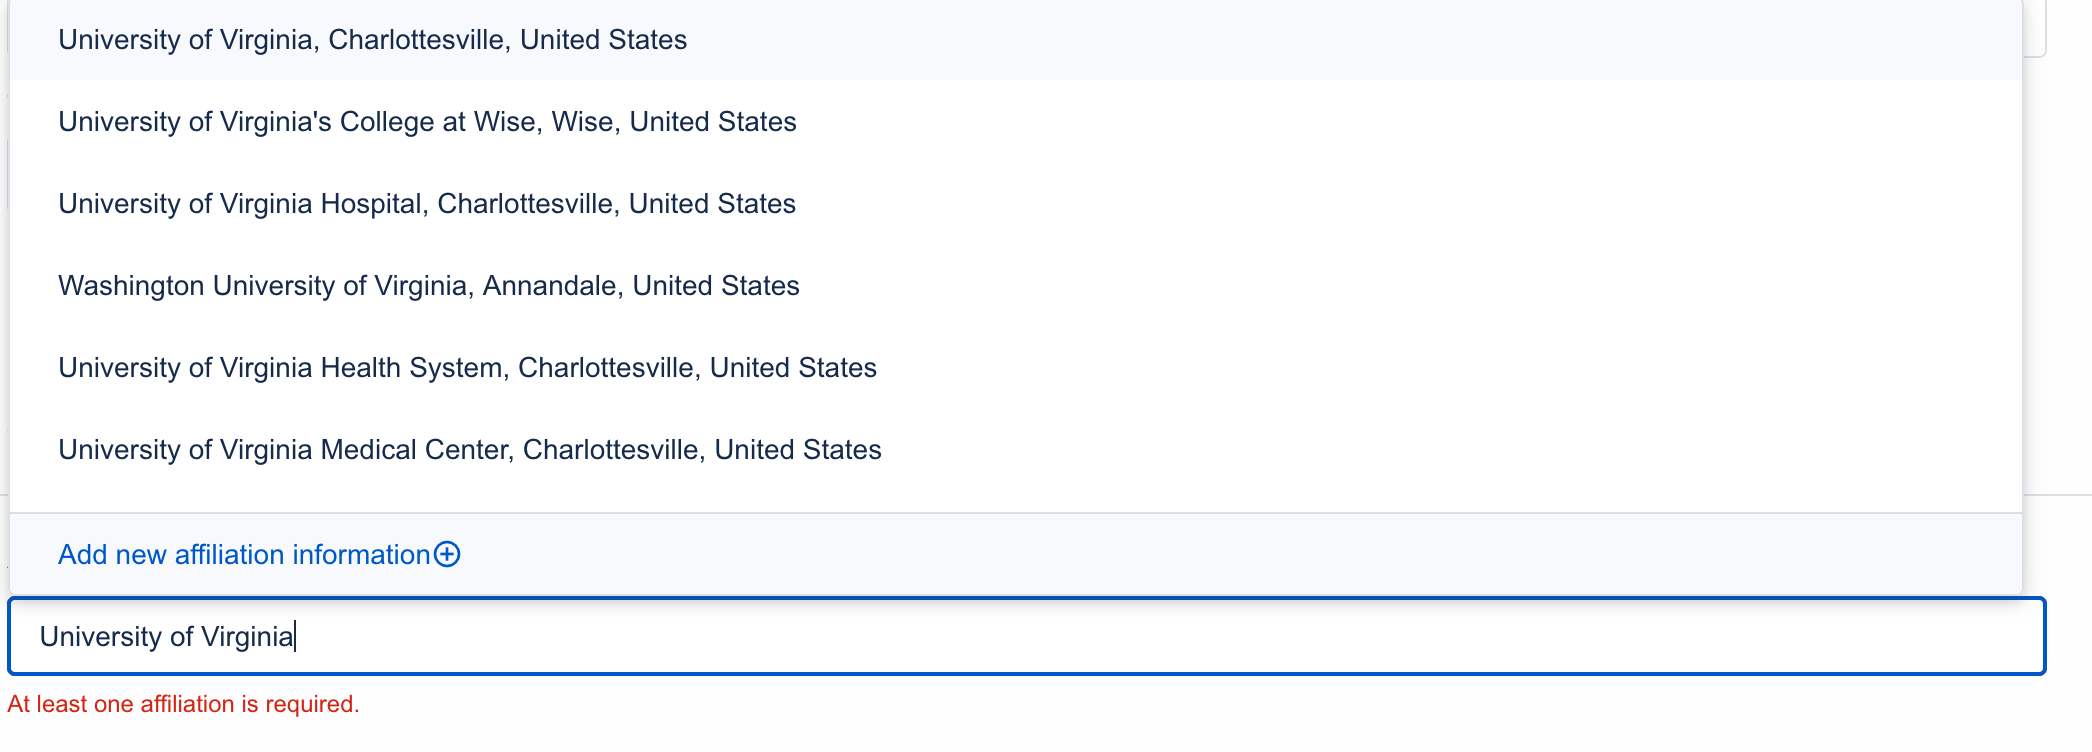 University of Virginia, Charlottesville, United States
University of Virginia's College at Wise, Wise, United States
University of Virginia Hospital, Charlottesville, United States
Washington University of Virginia, Annandale, United States
University of Virginia Health System, Charlottesville, United States
University of Virginia Medical Center, Charlottesville, United States
Add new affiliation information
University of Virginia
At least one affiliation is required.